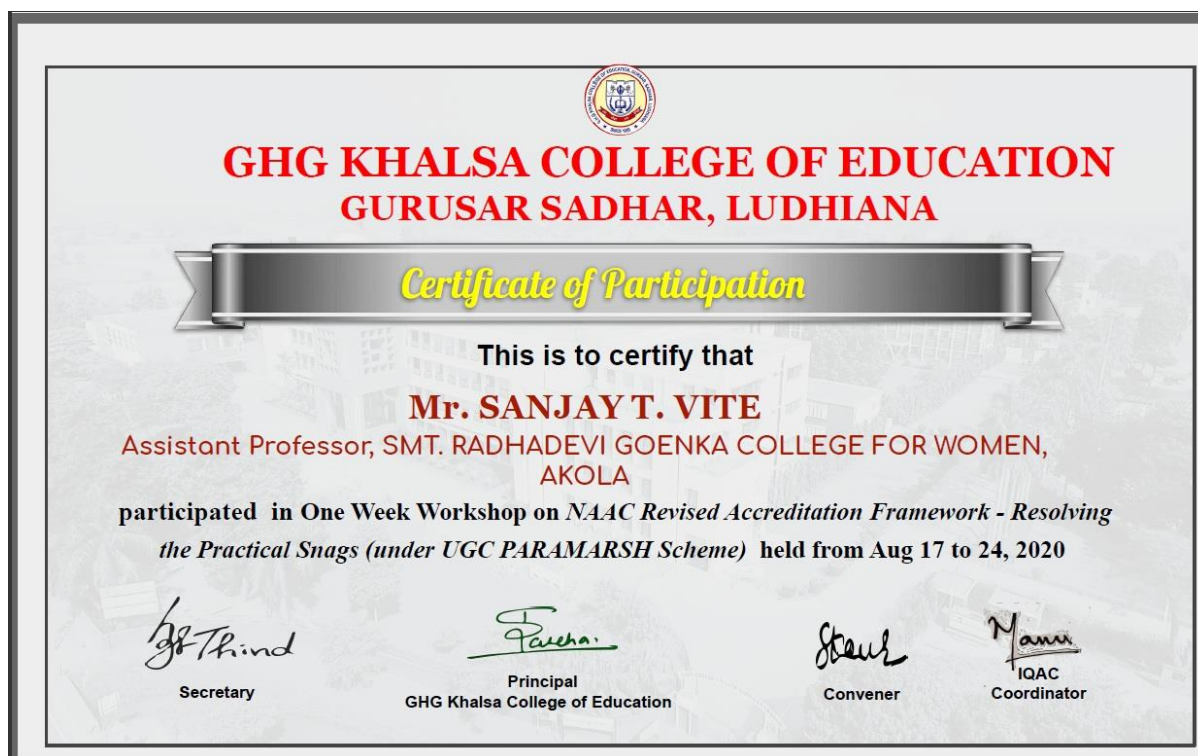 GHG KHALSA COLLEGE OF EDUCATION
GURUSAR SADHAR, LUDHIANA
Certificate of Participation
This is to certify that
Mr. SANJAY T. VITE
Assistant Professor, SMT. RADHADEVI GOENKA COLLEGE FOR WOMEN,
AKOLA
participated in One Week Workshop on NAAC Revised Accreditation Framework - Resolving
the Practical Snags (under UGC PARAMARSH Scheme) held from Aug 17 to 24, 2020
Thind
Manu
Secretary
Principal
GHG Khalsa College of Education
Convener
IQAC
Coordinator